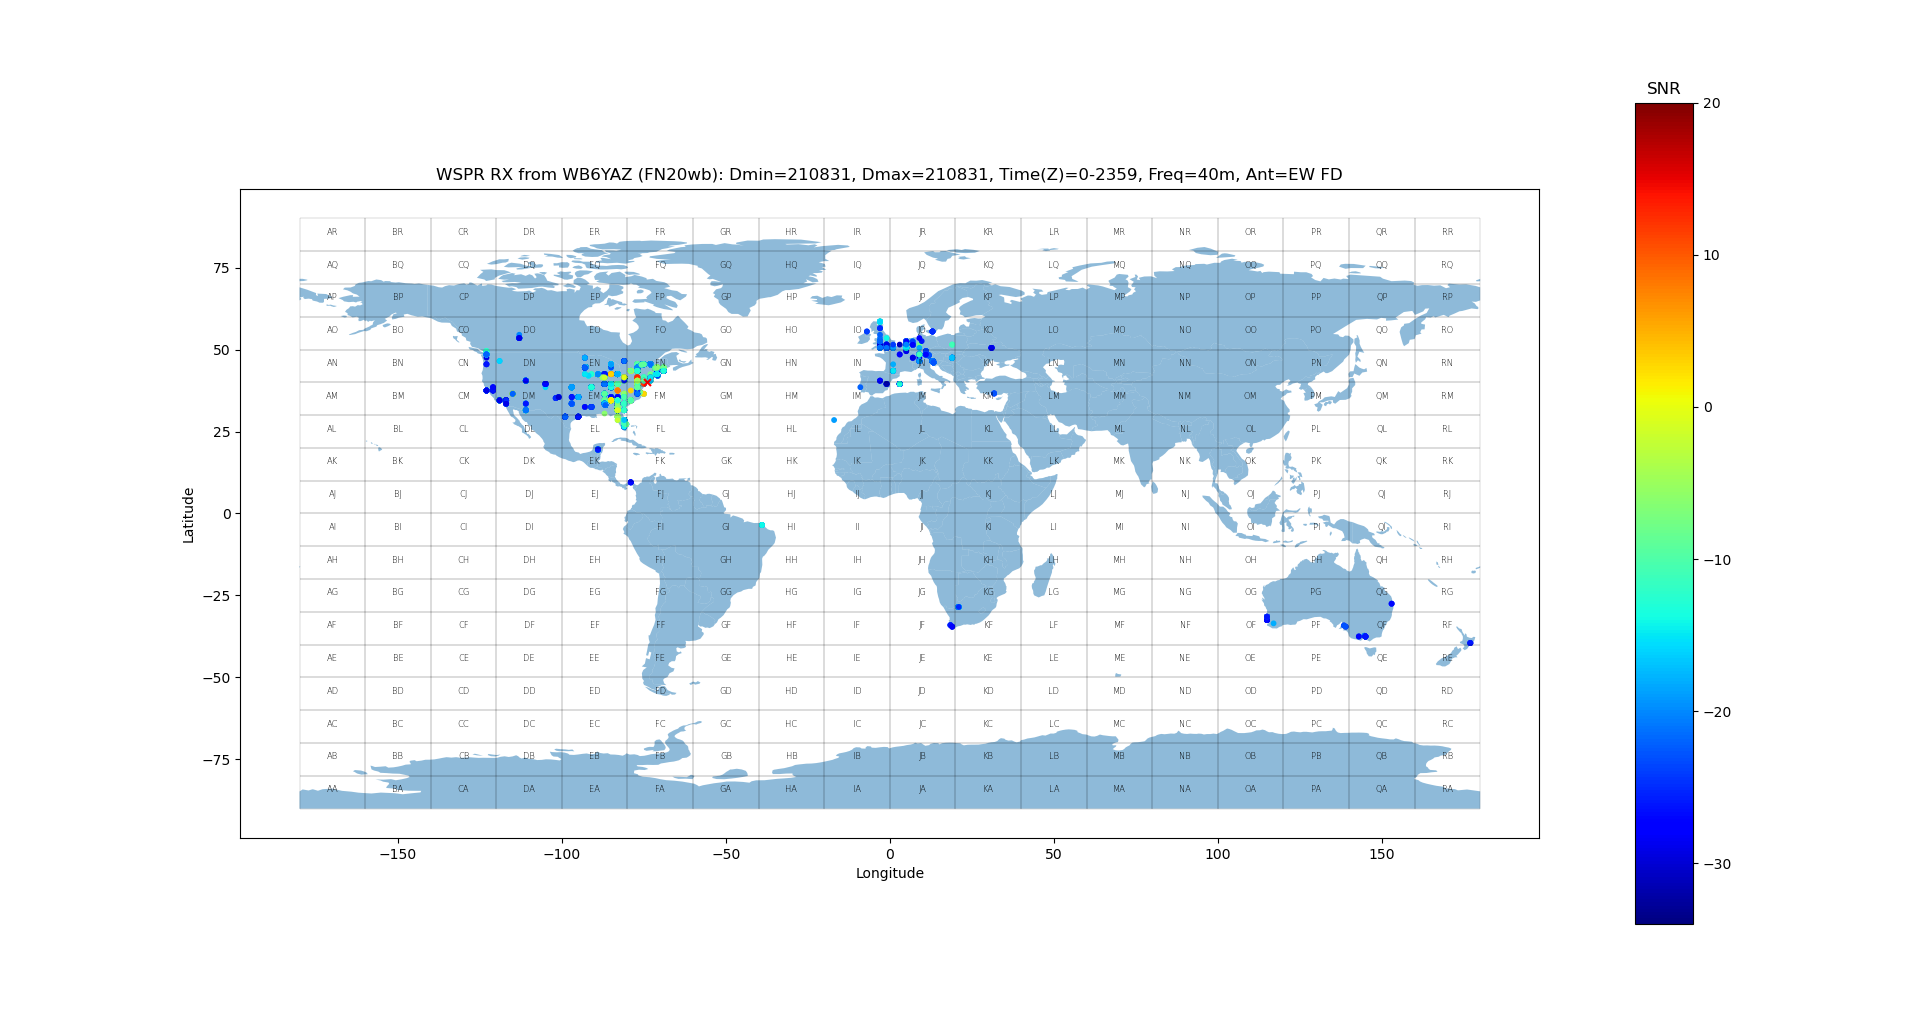 SNR
20
WSPR RX from WB6YAZ (FN20wb): Dmin=210831, Dmax=210831, Time(Z)=0-2359, Freq=40m, Ant=EW FD
AR BR CR DR ER FR GR HR IR JR KR LR MR NR OR PR QR RR
10
75 AQ BQ CQ DQ EQ FQ GQ HQ IQ JQ KQ LQ MQ NQ OQ PQ QQ RQ
AP BP CP DP EP FP GP HP IP JP KP LP MP NP OP PP QP RP
AO BO CO DO EO FO GO HO IO JO KO LO MO NO OO PO QO RO
50
AN BN CN DN EN FN GN HN IN JN KN LN MN NN ON PN QN RN
AM BM CM DM EM FM GM HM IM JM KM LM MM NM OM PM QM RM
0
25 AL BL CL DL EL FL GL HL IL JL KL LL ML NL OL PL QL RL
AK BK CK DK EK FK GK HK IK JK KK LK MK NK OK PK QK RK
AJ BJ CJ DJ EJ FJ GJ HJ IJ JJ KJ LJ MJ NJ OJ PJ QJ RJ
Latitude
0
AI BI CI DI EI FI GI HI II JI KI LI MI NI OI PI QI RI
AH BH CH DH EH FH GH HH IH JH KH LH MH NH OH PH QH RH
−10
−25 AG BG CG DG EG FG GG HG IG JG KG LG MG NG OG PG QG RG
AF BF CF DF EF FF GF HF IF JF KF LF MF NF OF PF QF RF
AE BE CE DE EE FE GE HE IE JE KE LE ME NE OE PE QE RE
−50
AD BD CD DD ED FD GD HD ID JD KD LD MD ND OD PD QD RD
−20
AC BC CC DC EC FC GC HC IC JC KC LC MC NC OC PC QC RC
−75 AB BB CB DB EB FB GB HB IB JB KB LB MB NB OB PB QB RB
AA BA CA DA EA FA GA HA IA JA KA LA MA NA OA PA QA RA
−150 −100 −50 0 50 100 150
−30
Longitude